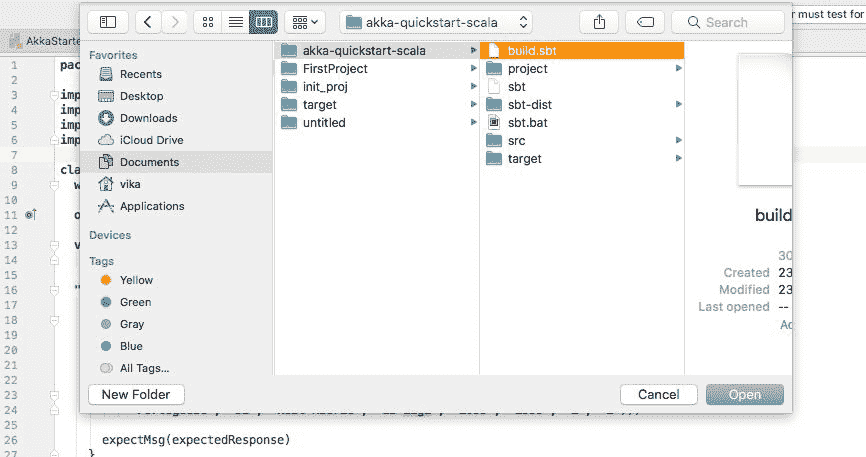 akka-quickstart-scala
Search
r must test for
AkkaStarte
Favorites
Recents
Desktop
Downloads
iCloud Drive
Documents
vika
Applications
Devices
Tags
Yellow
Green
Gray
Blue
All Tags...
akka-quickstart-scala
FirstProject
init_proj
target
untitled
build.sbt
project
sbt
sbt-dist
sbt.bat
src
target
build
30
Created 23
Modified 23
Last opened --
Ad
New Folder
Cancel
Open
1 pac
2
3 imp
4 imp
5 imp
6 imp
7
8 cla
9 w
10
11 o
12
13 v
14
15
16 "
17
18
19
20
21
22
23
24
25
26 expectMsg(expectedResponse)
27 }